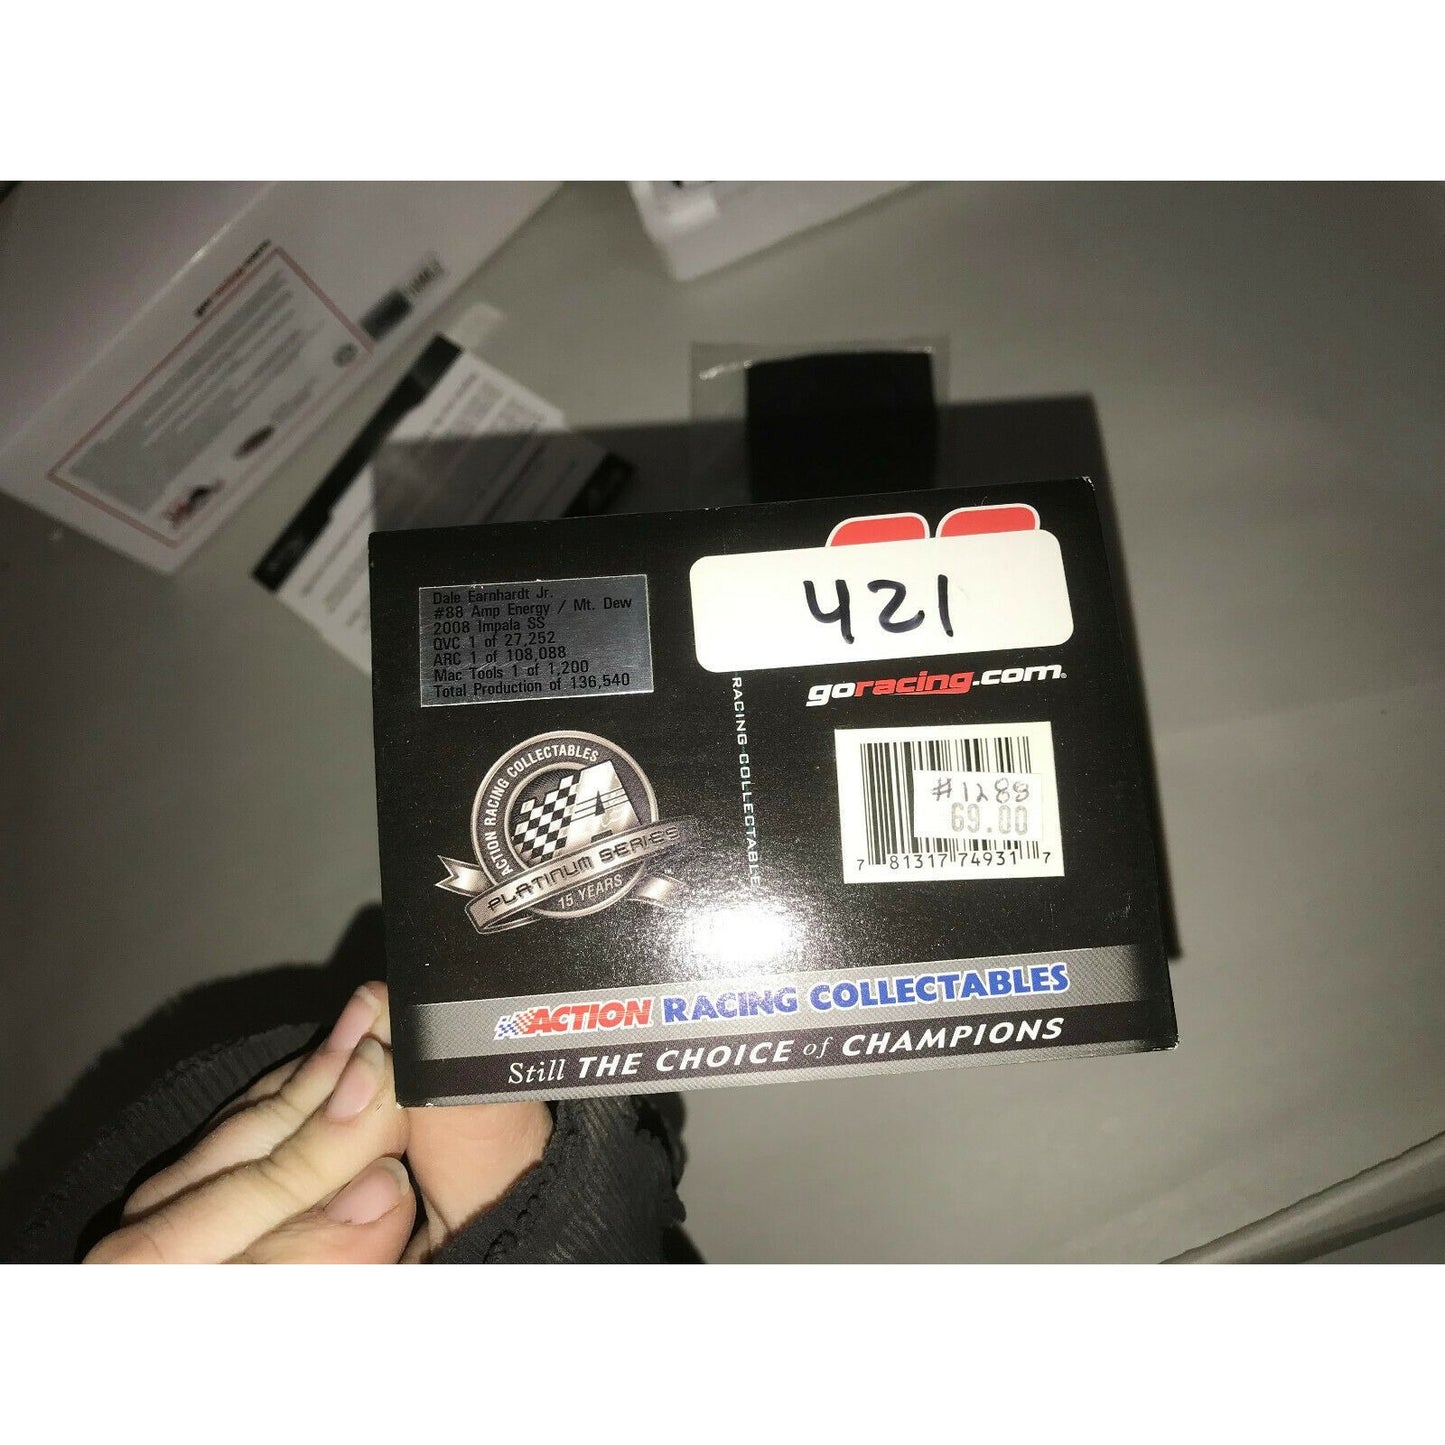 Dale Earnhardt Jr.
#88 Amp Energy / Mt. Dew
2008 Impala SS
QVC 1 of 27,252
ARC 1 of 108,088
Mac Tools 1 of 1,200
Total Production of 136,540
421
goracing.com®
RACING COLLECTABLE
#1288
69.00
7 81317 74931 7
ACTION RACING COLLECTABLES
A
PLATINUM SERIES
15 YEARS
ACTION RACING COLLECTABLES
Still THE CHOICE of CHAMPIONS